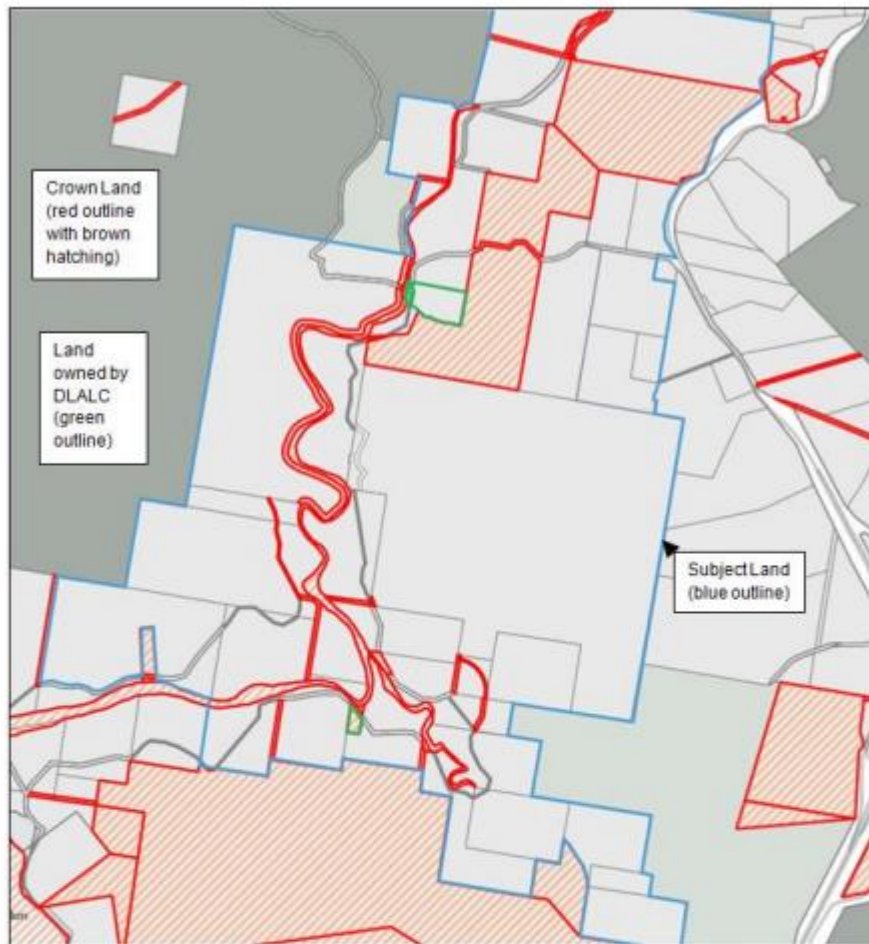 Crown Land
(red outline
with brown
hatching)
Land
owned by
DLALC
(green
outline)
Subject Land
(blue outline)